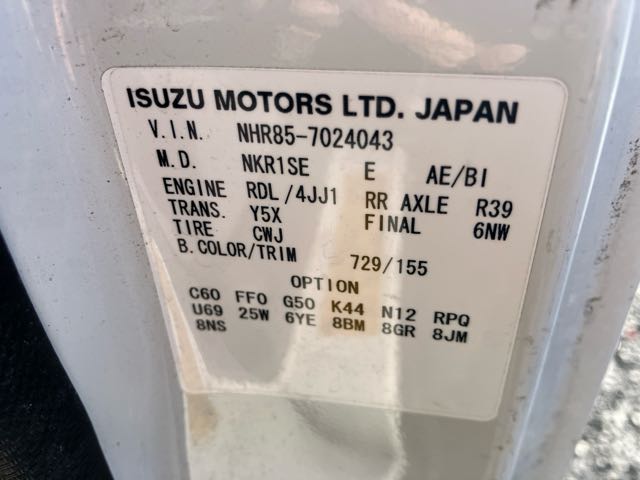 ISUZU MOTORS LTD. JAPAN
V.I.N. NHR85-7024043
M.D. NKR1SE E AE/BI
ENGINE RDL/4JJ1 RR AXLE R39
TRANS. Y5X FINAL 6NW
TIRE CWJ
B.COLOR/TRIM 729/155
OPTION
C60 FF0 G50 K44 N12 RPQ
U69 25W 6YE 8BM 8GR 8JM
8NS